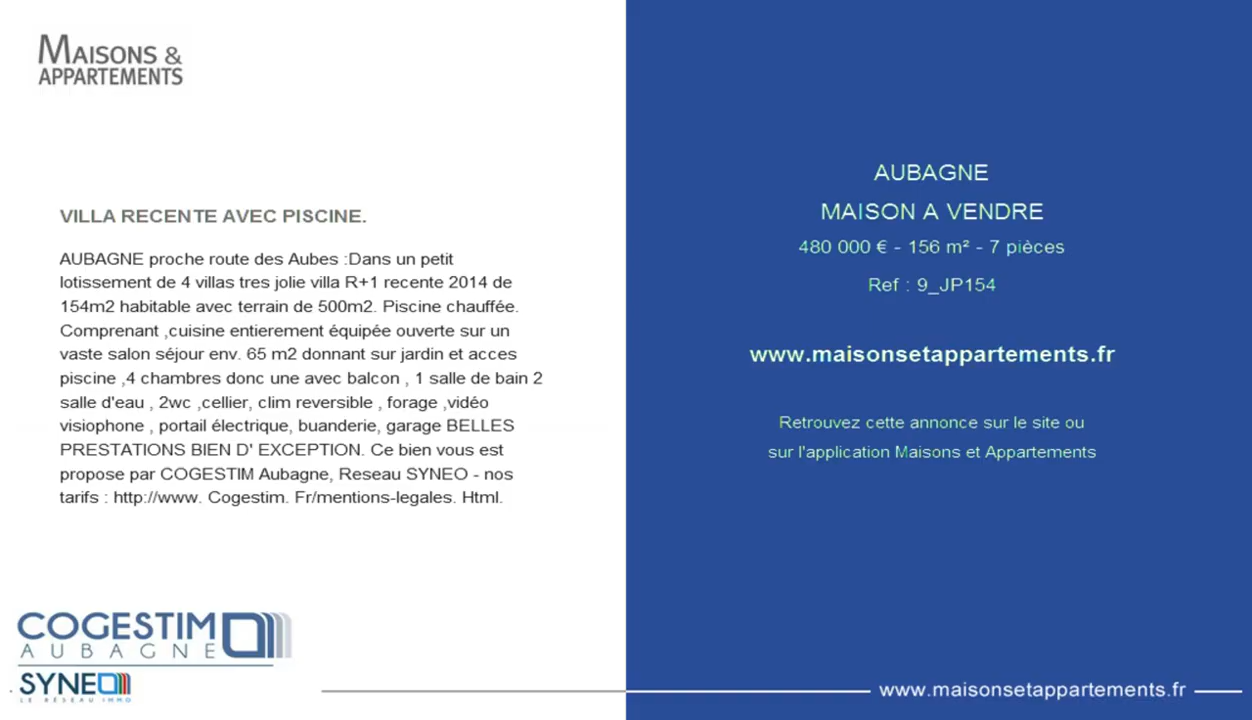 MAISONS &
APPARTEMENTS
VILLA RECENTE AVEC PISCINE.
AUBAGNE proche route des Aubes :Dans un petit
lotissement de 4 villas tres jolie villa R+1 recente 2014 de
154m2 habitable avec terrain de 500m2. Piscine chauffée.
Comprenant ,cuisine entierement équipée ouverte sur un
vaste salon séjour env. 65 m2 donnant sur jardin et acces
piscine ,4 chambres donc une avec balcon , 1 salle de bain 2
salle d'eau , 2wc ,cellier, clim reversible , forage ,vidéo
visiophone , portail électrique, buanderie, garage BELLES
PRESTATIONS BIEN D' EXCEPTION. Ce bien vous est
propose par COGESTIM Aubagne, Reseau SYNEO - nos
tarifs : http://www. Cogestim. Fr/mentions-legales. Html.
COGESTIM
AUBAGNE
SYNEO
LE RÉSEAU IMMO
AUBAGNE
MAISON A VENDRE
480 000 € - 156 m² - 7 pièces
Ref : 9_JP154
www.maisonsetappartements.fr
Retrouvez cette annonce sur le site ou
sur l'application Maisons et Appartements
www.maisonsetappartements.fr